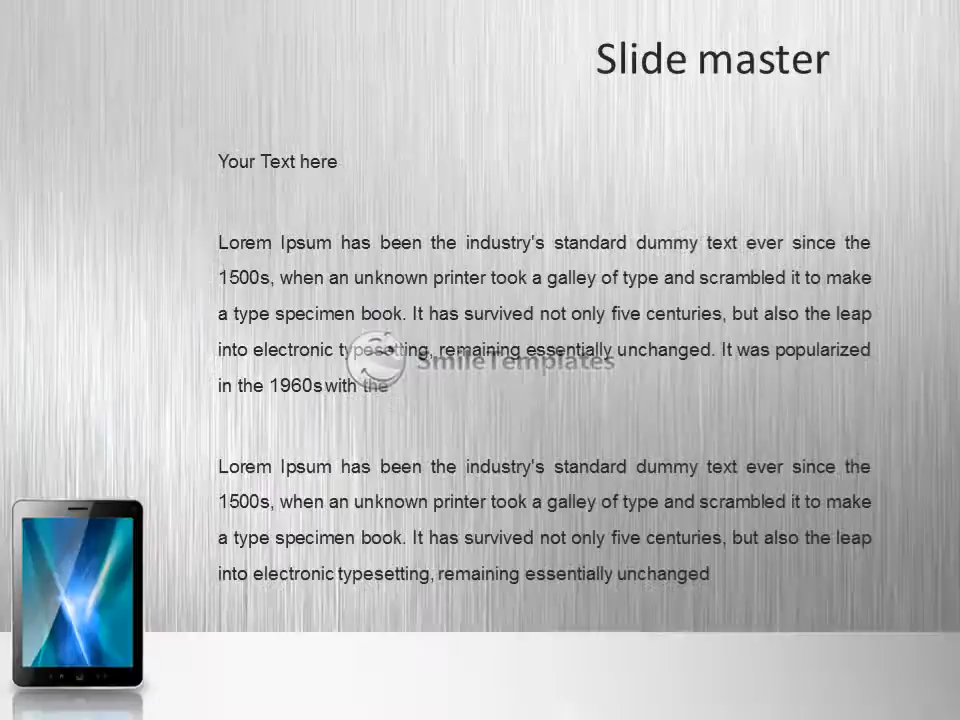 Slide master
Your Text here
Lorem Ipsum has been the industry's standard dummy text ever since the
1500s, when an unknown printer took a galley of type and scrambled it to make
a type specimen book. It has survived not only five centuries, but also the leap
into electronic typesetting, remaining essentially unchanged. It was popularized
in the 1960s with the
SmileTemplates
Lorem Ipsum has been the industry's standard dummy text ever since the
1500s, when an unknown printer took a galley of type and scrambled it to make
a type specimen book. It has survived not only five centuries, but also the leap
into electronic typesetting, remaining essentially unchanged